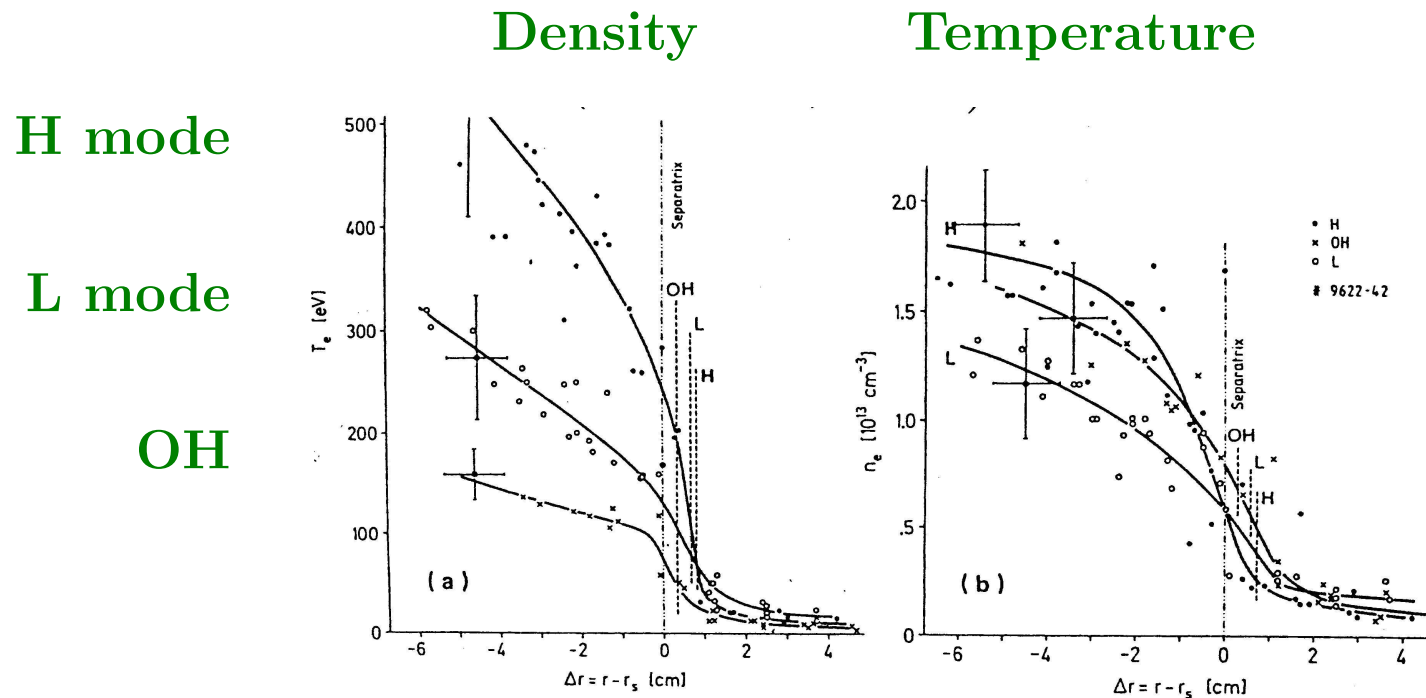 Density
Temperature
H mode
L mode
OH
500
400
300
200
100
0
T_e [eV]
Separatrix
OH
L
H
(a)
-6
-4
-2
0
2
4
Δr = r - r_s [cm]
2.0
1.5
1.0
.5
0
n_e [10^13 cm^-3]
H
L
Separatrix
OH
L
H
• H
× OH
○ L
* 9622-42
(b)
-6
-4
-2
0
2
4
Δr = r - r_s [cm]